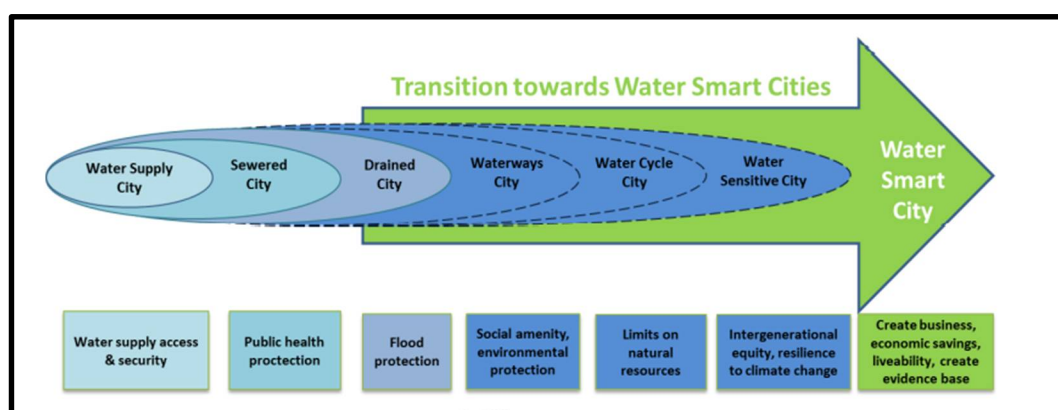 Transition towards Water Smart Cities
Water Supply
City
Sewered
City
Drained
City
Waterways
City
Water Cycle
City
Water
Sensitive City
Water
Smart
City
Water supply access
& security
Public health
proctection
Flood
protection
Social amenity,
environmental
protection
Limits on
natural
resources
Intergenerational
equity, resilience
to climate change
Create business,
economic savings,
liveability, create
evidence base